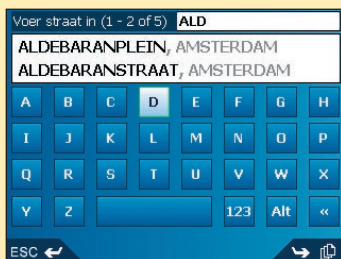 Voer straat in (1 - 2 of 5) ALD
ALDEBARANPLEIN, AMSTERDAM
ALDEBARANSTRAAT, AMSTERDAM
A B C D E F G H
I J K L M N O P
Q R S T U V W X
Y Z 123 Alt «
ESC